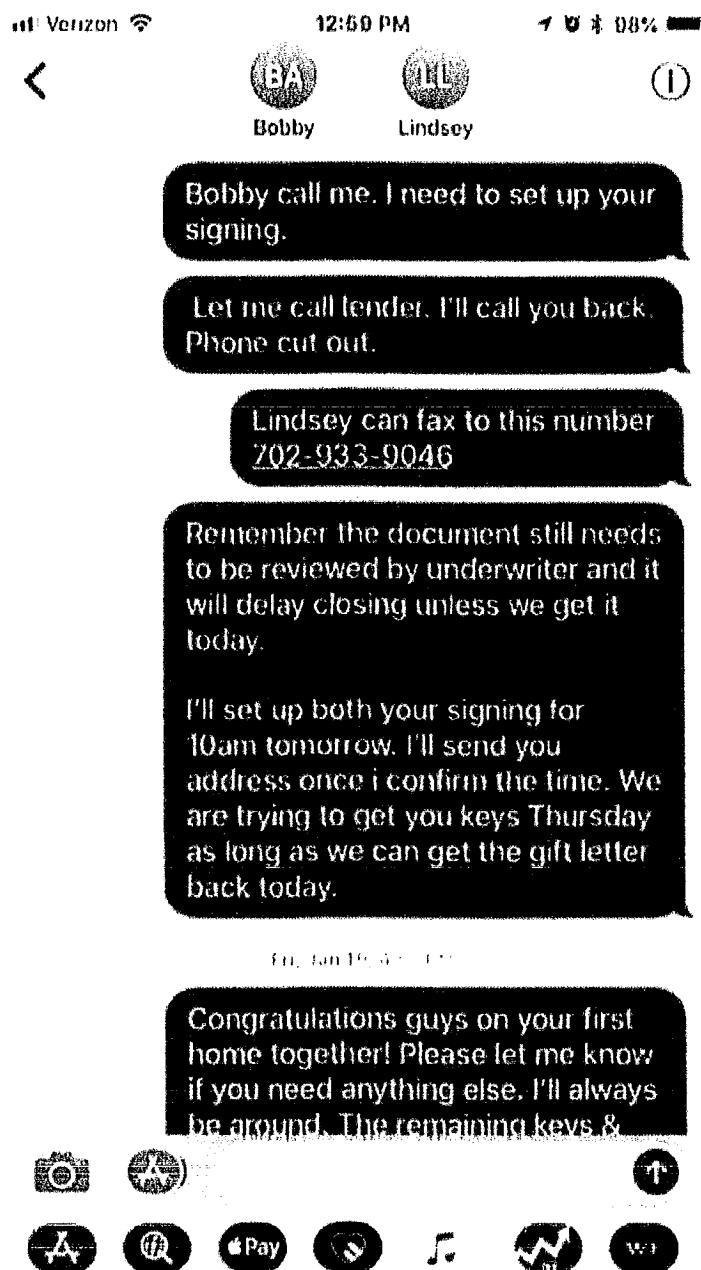 Verizon 12:59 PM 98%
BA LL
Bobby Lindsey
Bobby call me. I need to set up your
signing.
Let me call lender. I'll call you back.
Phone cut out.
Lindsey can fax to this number
702-933-9046
Remember the document still needs
to be reviewed by underwriter and it
will delay closing unless we get it
today.
I'll set up both your signing for
10am tomorrow. I'll send you
address once i confirm the time. We
are trying to get you keys Thursday
as long as we can get the gift letter
back today.
Fri, Jan
Congratulations guys on your first
home together! Please let me know
if you need anything else. I'll always
be around. The remaining keys &
Pay